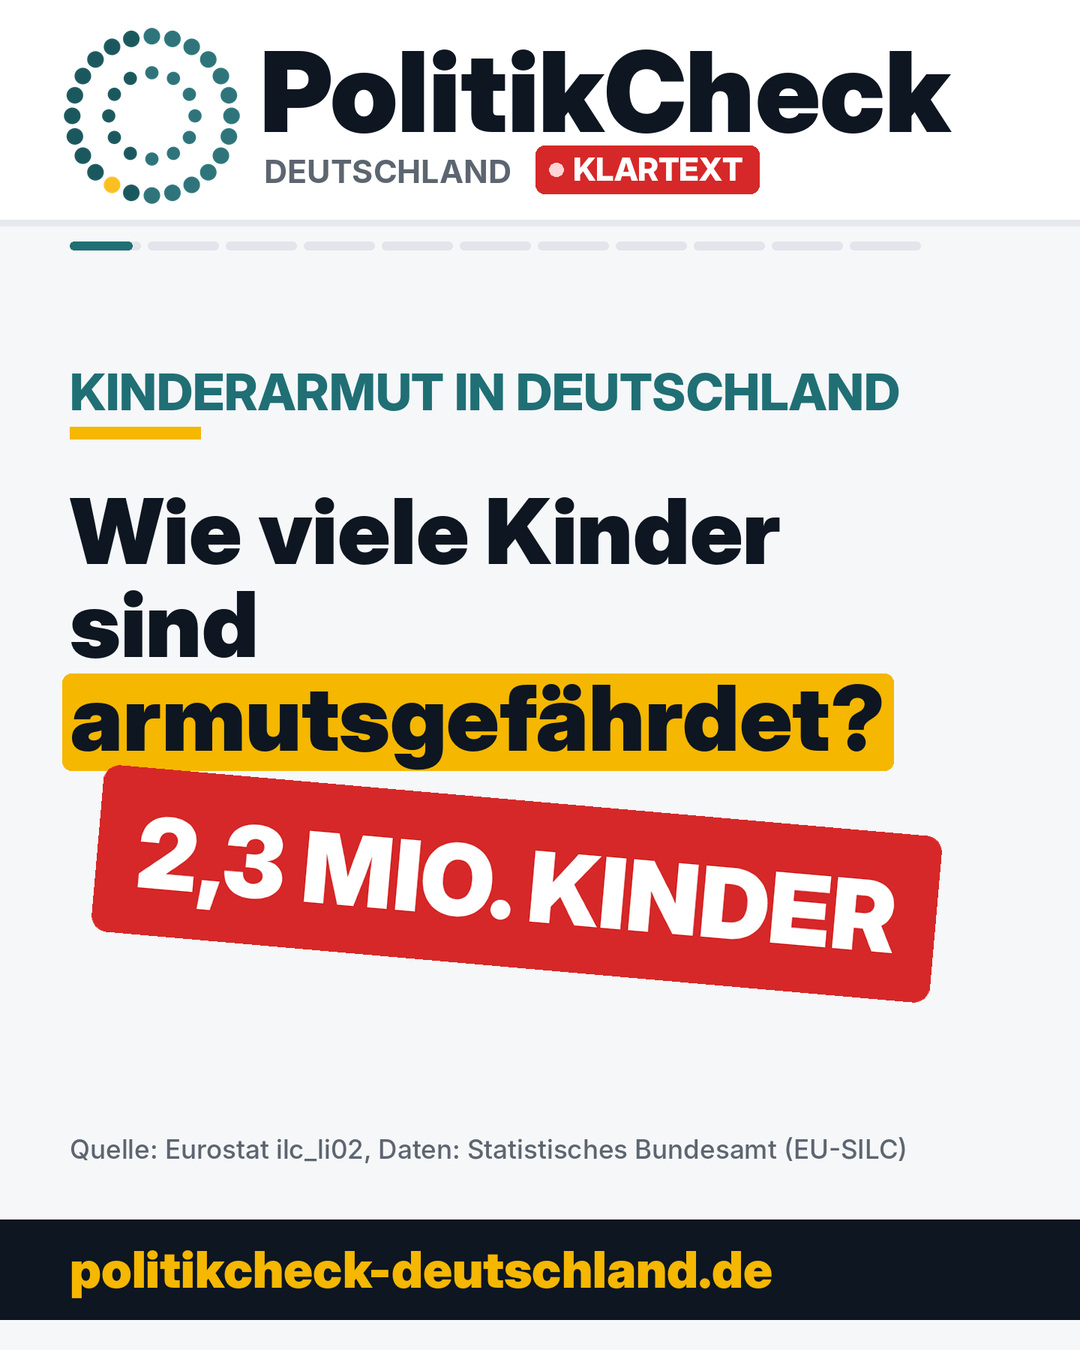 PolitikCheck
DEUTSCHLAND KLARTEXT
KINDERARMUT IN DEUTSCHLAND
Wie viele Kinder
sind
armutsgefährdet?
2,3 MIO. KINDER
Quelle: Eurostat ilc_li02, Daten: Statistisches Bundesamt (EU-SILC)
politikcheck-deutschland.de